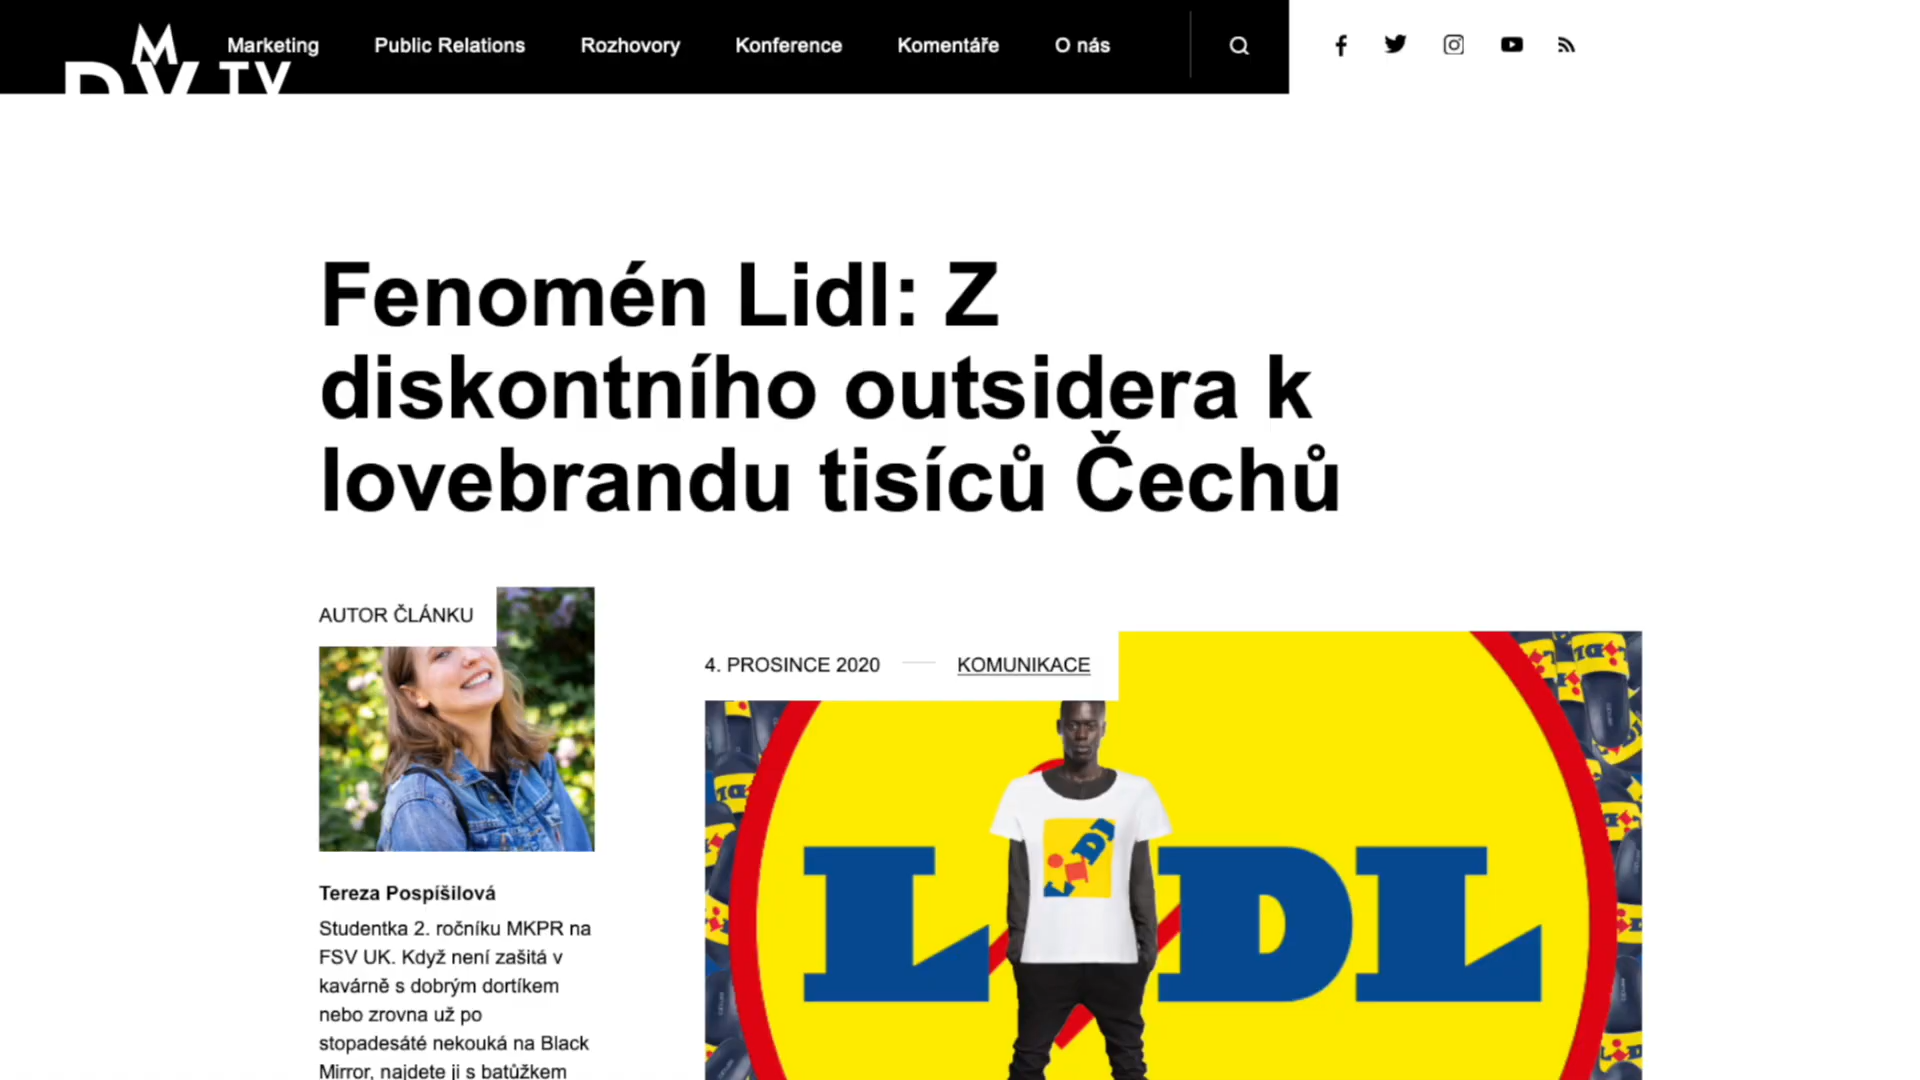 M
TV
Marketing
Public Relations
Rozhovory
Konference
Komentáře
O nás
Fenomén Lidl: Z
diskontního outsidera k
lovebrandu tisíců Čechů
AUTOR ČLÁNKU
4. PROSINCE 2020
KOMUNIKACE
LIDL
Tereza Pospíšilová
Studentka 2. ročníku MKPR na
FSV UK. Když není zašitá v
kavárně s dobrým dortíkem
nebo zrovna už po
stopadesáté nekouká na Black
Mirror, najdete ji s batůžkem